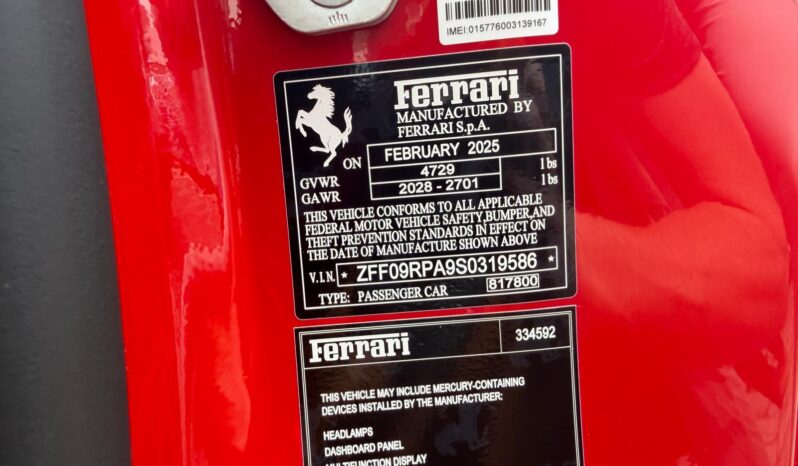 IMEI:015776003139167
Ferrari
MANUFACTURED BY
FERRARI S.p.A.
ON FEBRUARY 2025
GVWR 4729 lbs
GAWR 2028 - 2701 lbs
THIS VEHICLE CONFORMS TO ALL APPLICABLE
FEDERAL MOTOR VEHICLE SAFETY,BUMPER,AND
THEFT PREVENTION STANDARDS IN EFFECT ON
THE DATE OF MANUFACTURE SHOWN ABOVE
V.I.N. * ZFF09RPA9S0319586 *
TYPE: PASSENGER CAR 817800
Ferrari 334592
THIS VEHICLE MAY INCLUDE MERCURY-CONTAINING
DEVICES INSTALLED BY THE MANUFACTURER:
HEADLAMPS
DASHBOARD PANEL
MULTIFUNCTION DISPLAY